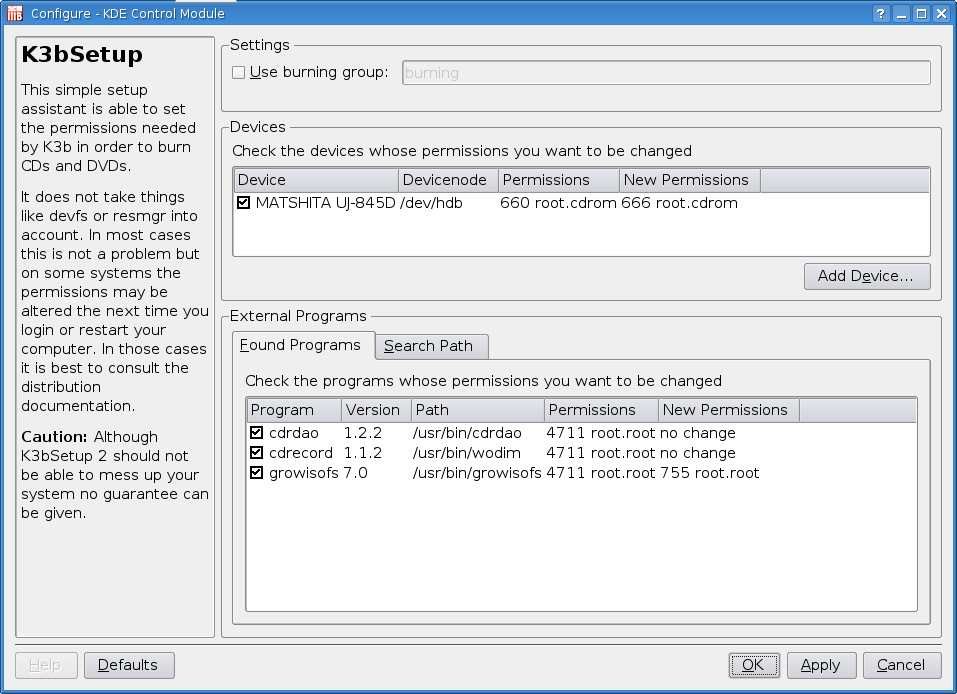 Configure - KDE Control Module
K3bSetup
This simple setup
assistant is able to set
the permissions needed
by K3b in order to burn
CDs and DVDs.
It does not take things
like devfs or resmgr into
account. In most cases
this is not a problem but
on some systems the
permissions may be
altered the next time you
login or restart your
computer. In those cases
it is best to consult the
distribution
documentation.
Caution: Although
K3bSetup 2 should not
be able to mess up your
system no guarantee can
be given.
Settings
Use burning group: burning
Devices
Check the devices whose permissions you want to be changed
Device Devicenode Permissions New Permissions
MATSHITA UJ-845D /dev/hdb 660 root.cdrom 666 root.cdrom
Add Device...
External Programs
Found Programs Search Path
Check the programs whose permissions you want to be changed
Program Version Path Permissions New Permissions
cdrdao 1.2.2 /usr/bin/cdrdao 4711 root.root no change
cdrecord 1.1.2 /usr/bin/wodim 4711 root.root no change
growisofs 7.0 /usr/bin/growisofs 4711 root.root 755 root.root
Help Defaults OK Apply Cancel